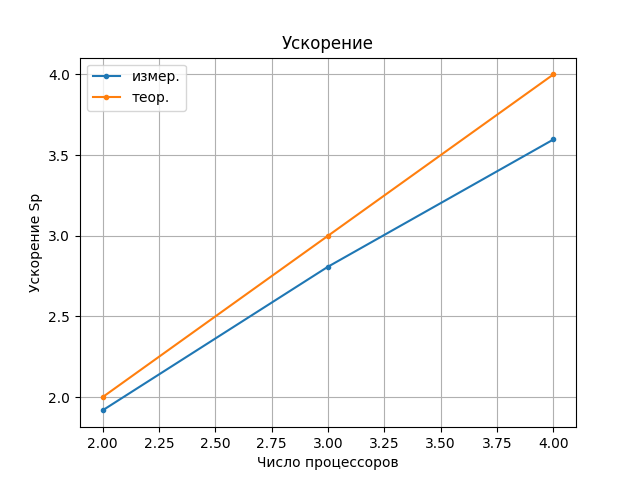 Ускорение
4.0
3.5
3.0
2.5
2.0
Ускорение Sp
измер.
теор.
2.00 2.25 2.50 2.75 3.00 3.25 3.50 3.75 4.00
Число процессоров